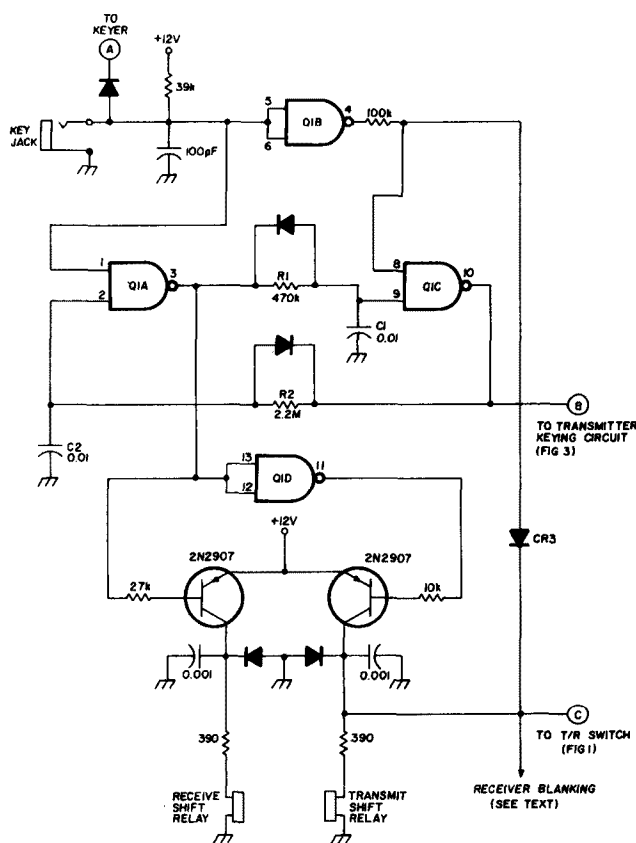 TO
KEYER
A
+12V
39k
KEY
JACK
100pF
5
6
Q1B
4
100k
1
2
Q1A
3
R1
470k
8
9
Q1C
10
C1
0.01
R2
2.2M
B
TO TRANSMITTER
KEYING CIRCUIT
(FIG 3)
C2
0.01
13
12
Q1D
11
+12V
2N2907
2N2907
CR3
27k
10k
0.001
0.001
C
TO T/R SWITCH
(FIG 1)
390
390
RECEIVE
SHIFT
RELAY
TRANSMIT
SHIFT
RELAY
RECEIVER BLANKING
(SEE TEXT)